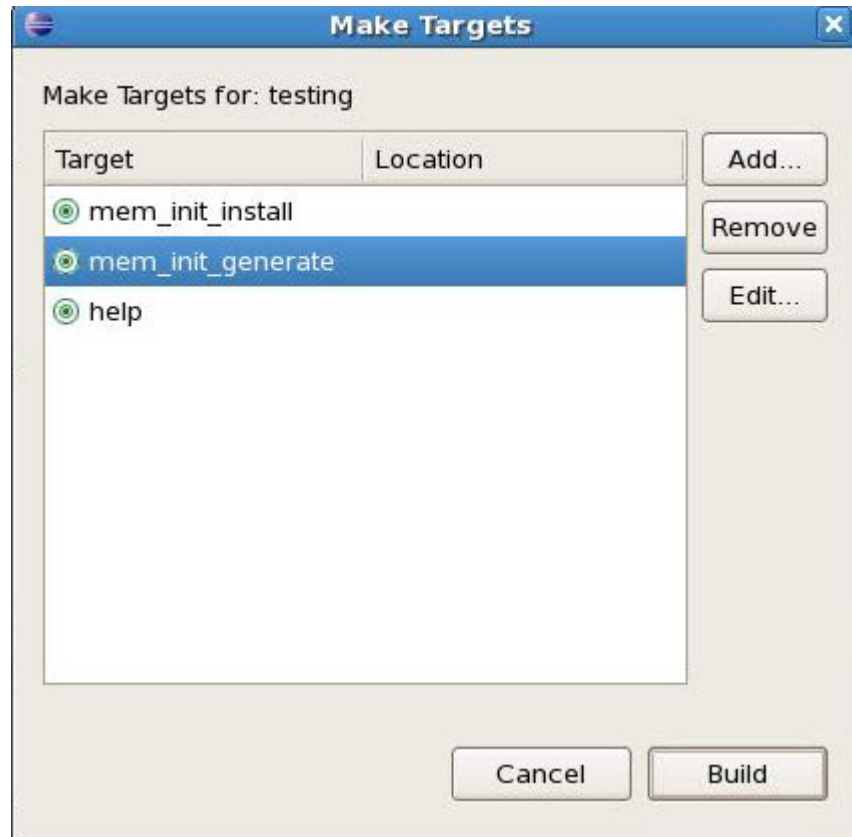 Make Targets
Make Targets for: testing
Target Location
Add...
mem_init_install
Remove
mem_init_generate
Edit...
help
Cancel Build